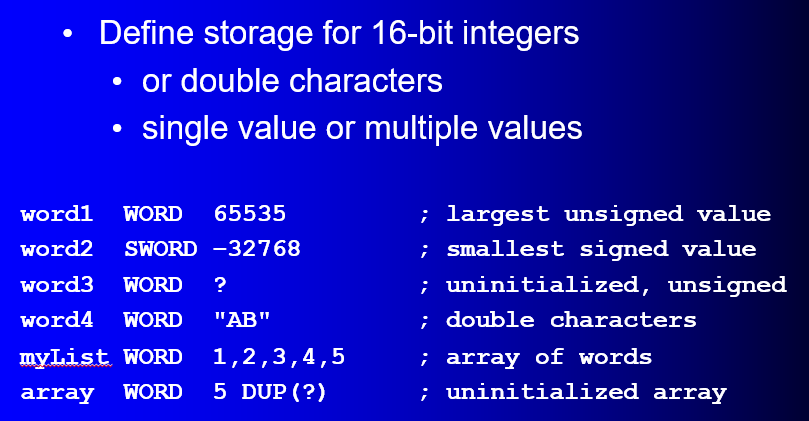 • Define storage for 16-bit integers
• or double characters
• single value or multiple values
word1 WORD 65535 ; largest unsigned value
word2 SWORD –32768 ; smallest signed value
word3 WORD ? ; uninitialized, unsigned
word4 WORD "AB" ; double characters
myList WORD 1,2,3,4,5 ; array of words
array WORD 5 DUP(?) ; uninitialized array